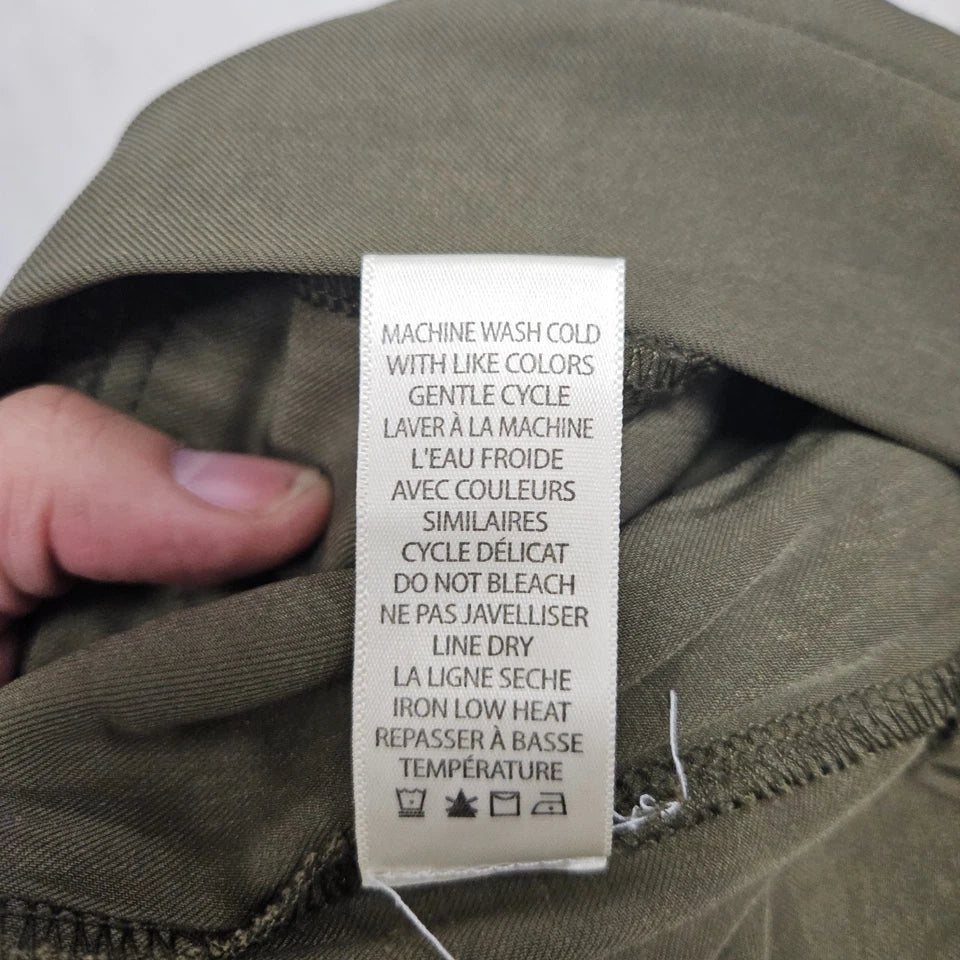 MACHINE WASH COLD
WITH LIKE COLORS
GENTLE CYCLE
LAVER À LA MACHINE
L'EAU FROIDE
AVEC COULEURS
SIMILAIRES
CYCLE DÉLICAT
DO NOT BLEACH
NE PAS JAVELLISER
LINE DRY
LA LIGNE SECHE
IRON LOW HEAT
REPASSER À BASSE
TEMPÉRATURE